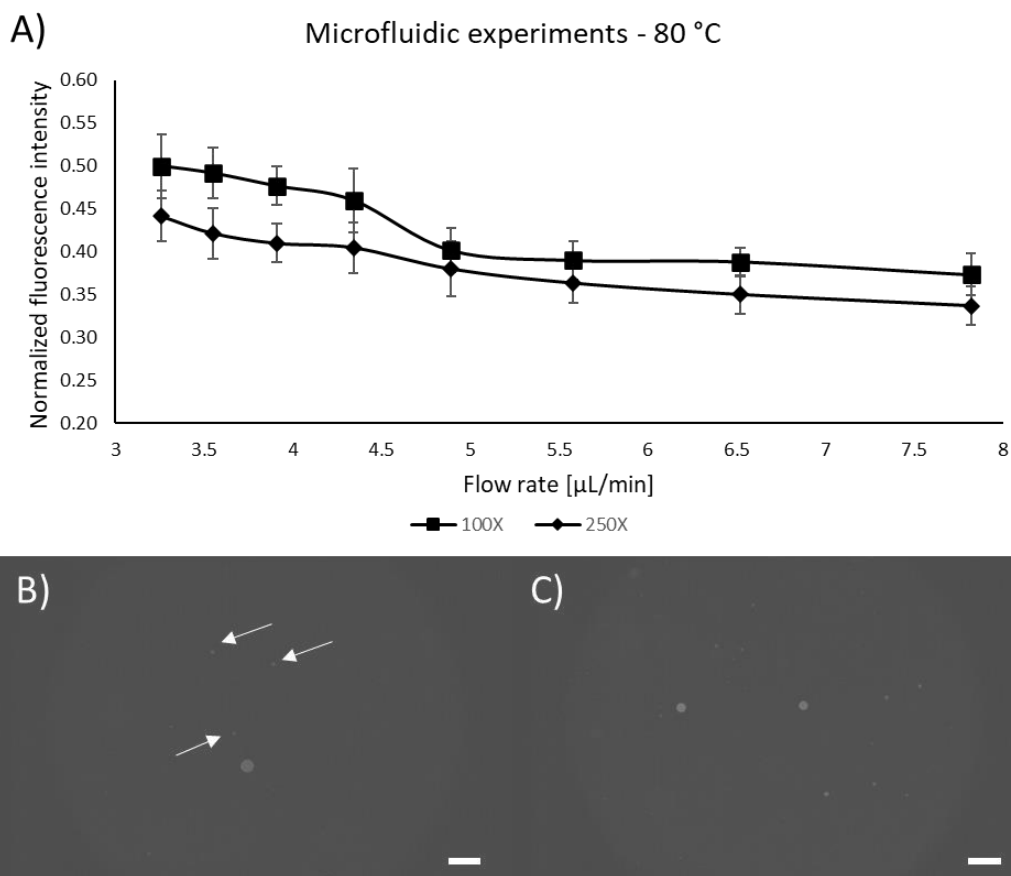 A)
Microfluidic experiments - 80 °C
Normalized fluorescence intensity
0.60
0.55
0.50
0.45
0.40
0.35
0.30
0.25
0.20
3 3.5 4 4.5 5 5.5 6 6.5 7 7.5 8
Flow rate [µL/min]
100X 250X
B) C)